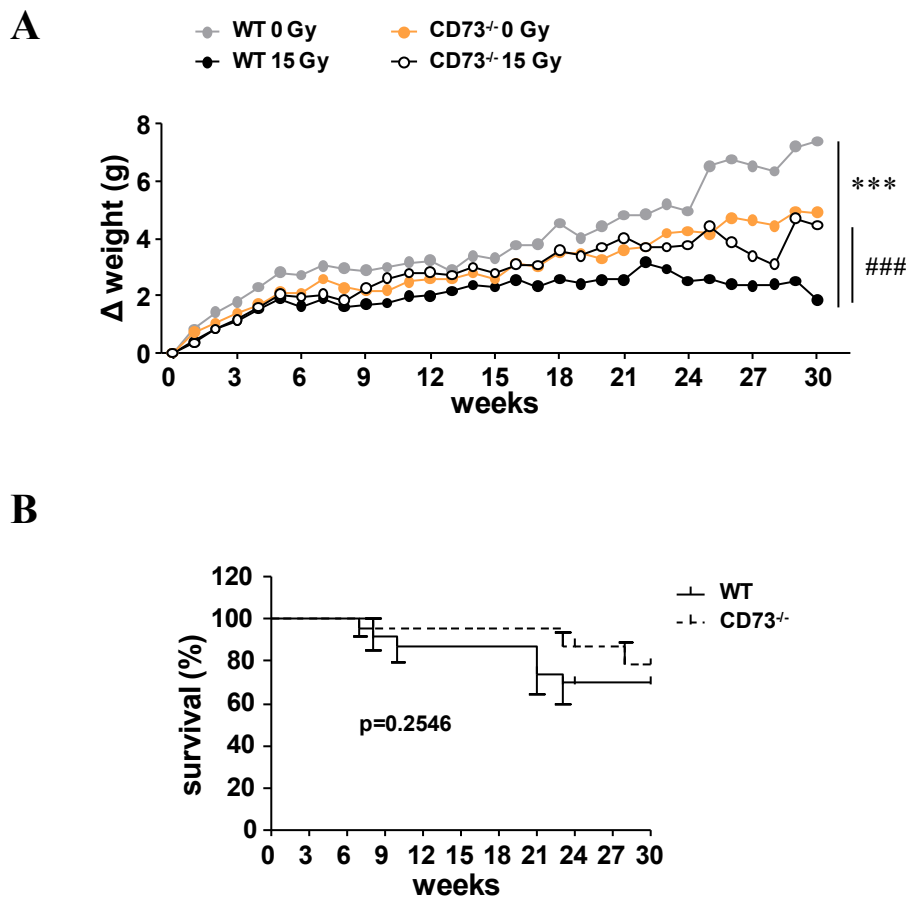 A
WT 0 Gy CD73-/- 0 Gy
WT 15 Gy CD73-/- 15 Gy
8
6
4
2
0
Δ weight (g)
***
###
0 3 6 9 12 15 18 21 24 27 30
weeks
B
120
100
80
60
40
20
0
survival (%)
WT
CD73-/-
p=0.2546
0 3 6 9 12 15 18 21 24 27 30
weeks